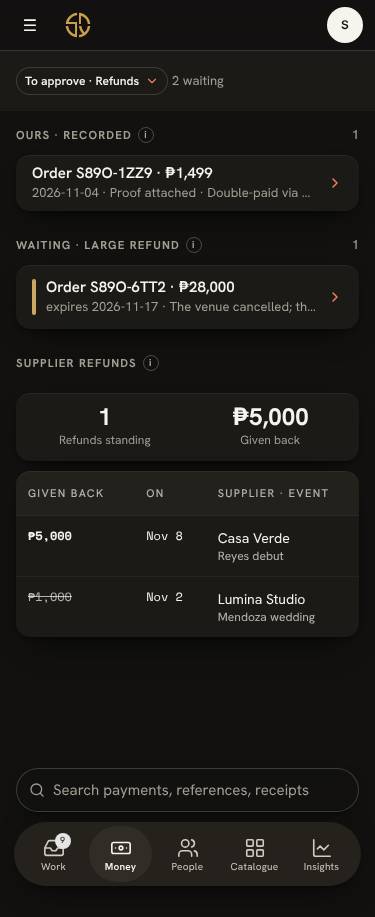 S
To approve · Refunds
2 waiting
OURS · RECORDED i 1
Order S89O-1ZZ9 · ₱1,499
2026-11-04 · Proof attached · Double-paid via ...
WAITING · LARGE REFUND i 1
Order S89O-6TT2 · ₱28,000
expires 2026-11-17 · The venue cancelled; th...
SUPPLIER REFUNDS i
1 ₱5,000
Refunds standing Given back
GIVEN BACK ON SUPPLIER · EVENT
₱5,000 Nov 8 Casa Verde
Reyes debut
₱1,000 Nov 2 Lumina Studio
Mendoza wedding
Search payments, references, receipts
9
Work Money People Catalogue Insights